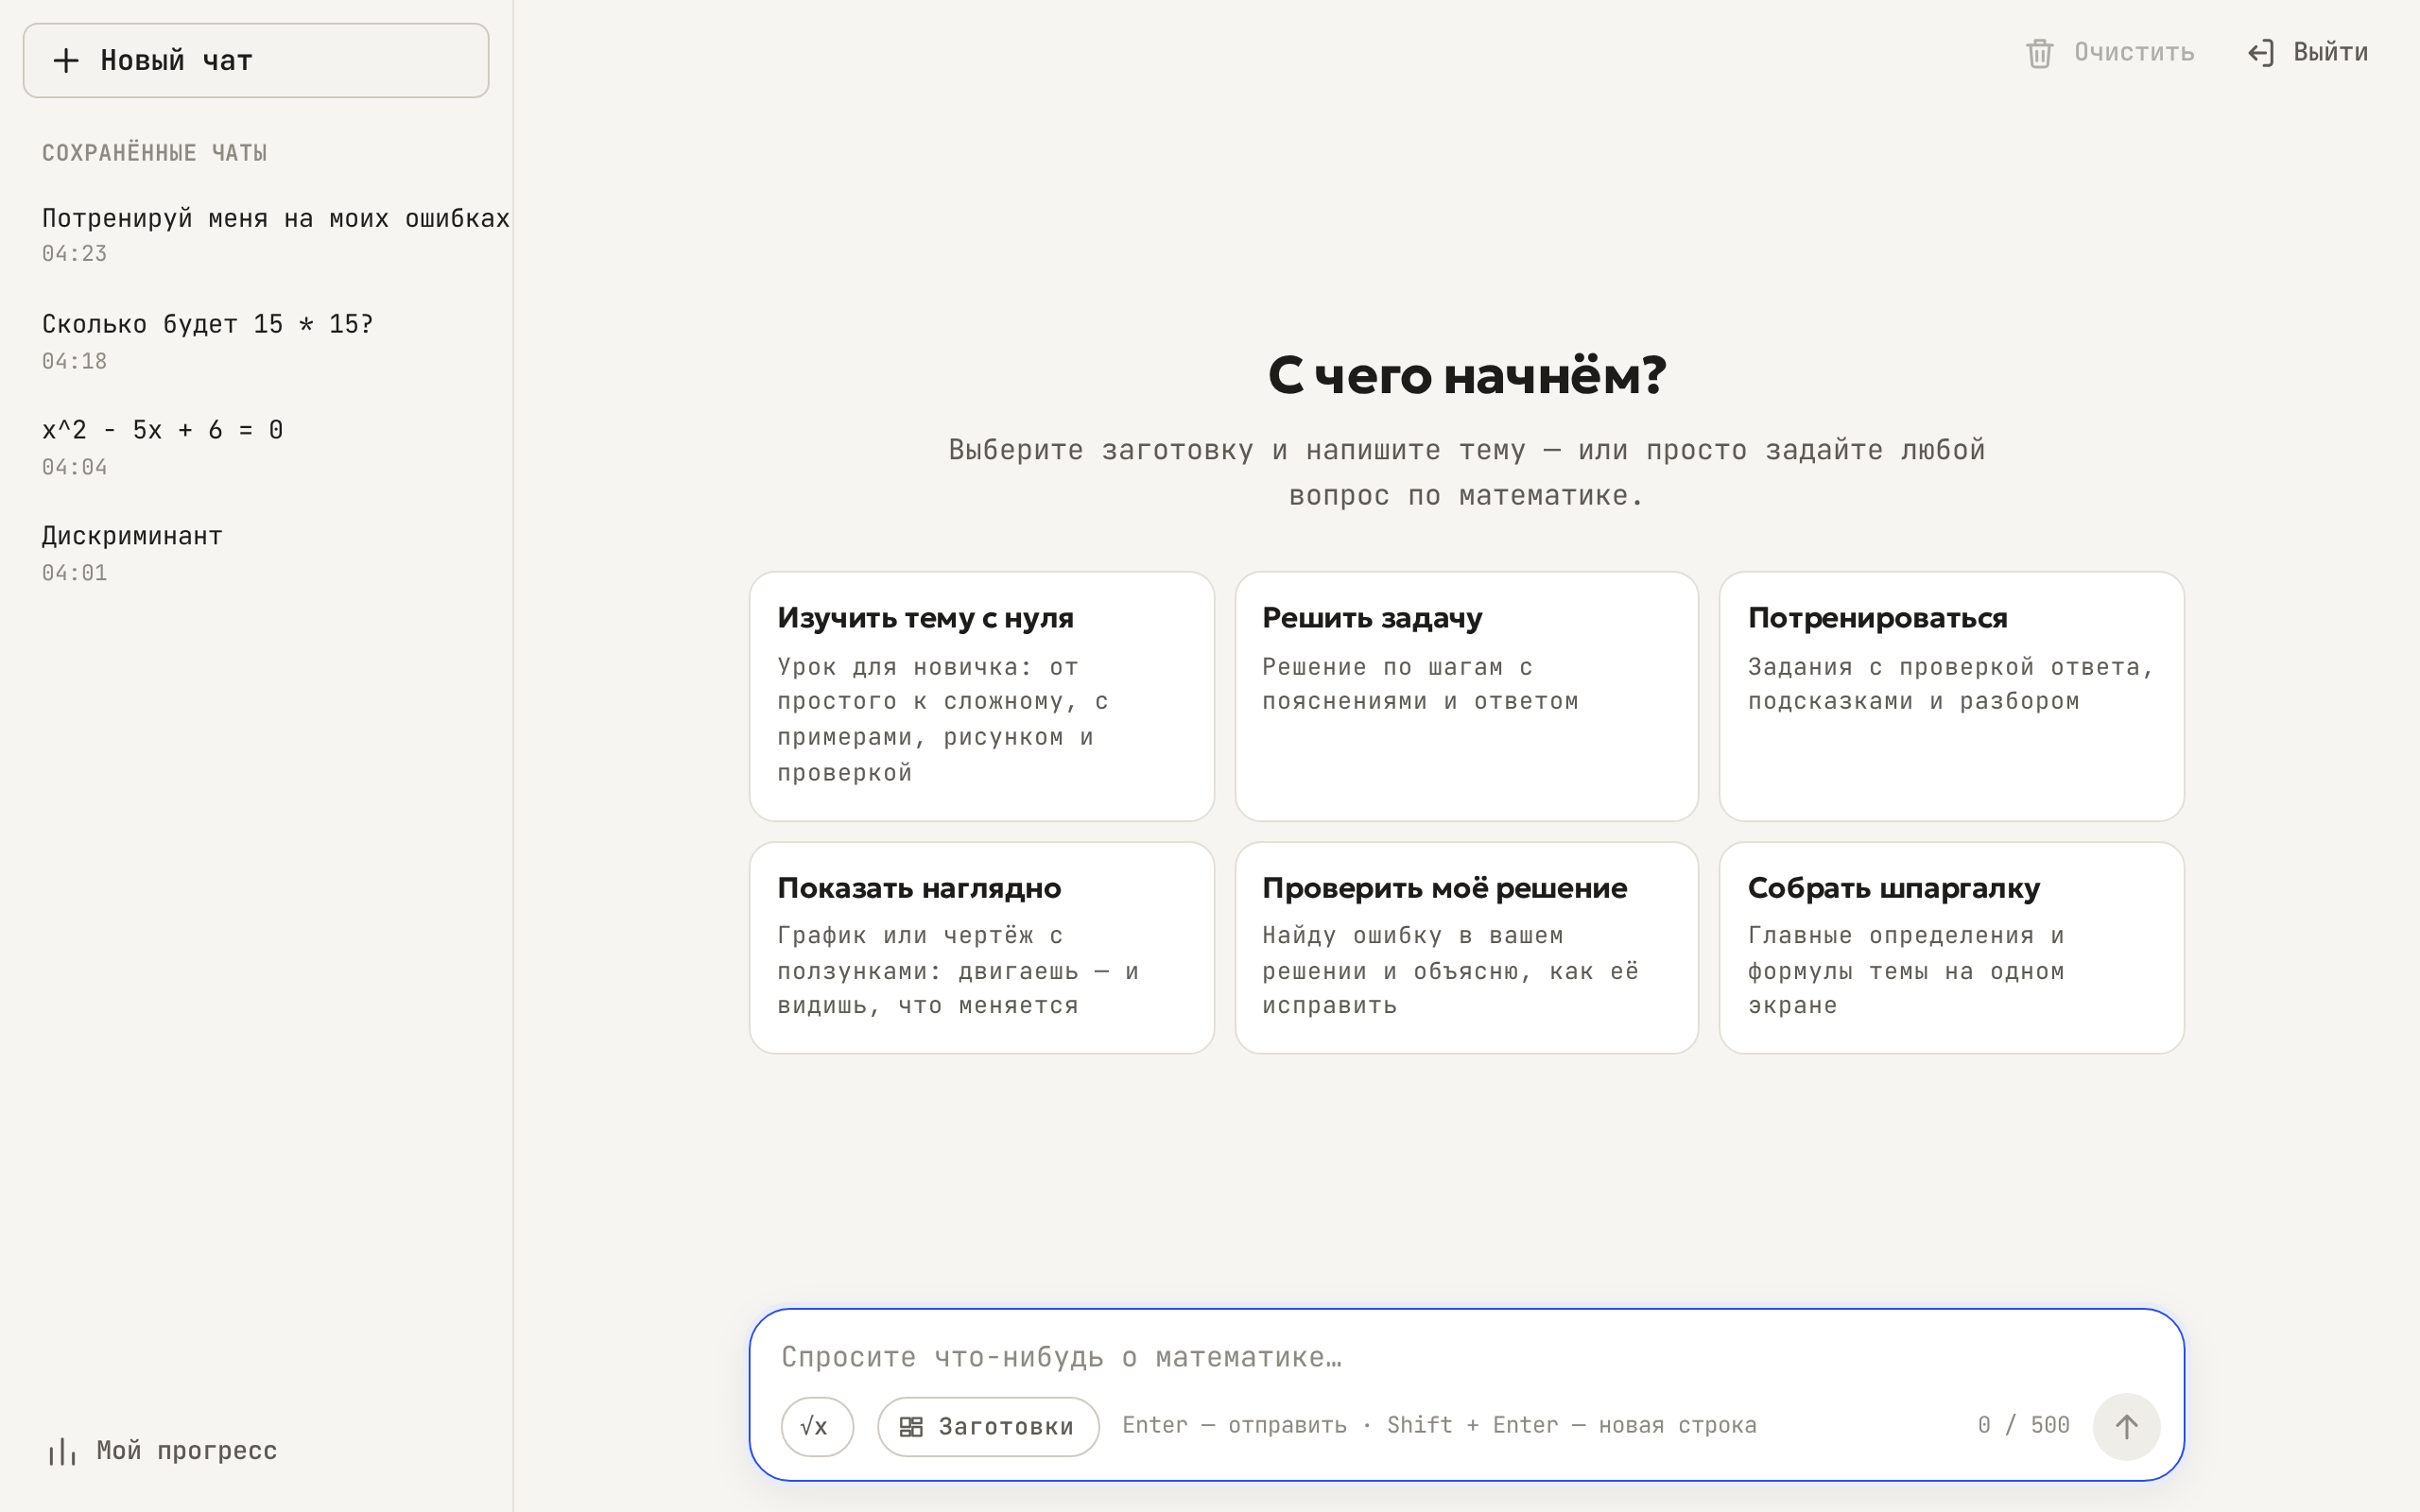 Новый чат
Очистить
Выйти
СОХРАНЁННЫЕ ЧАТЫ
Потренируй меня на моих ошибках
04:23
Сколько будет 15 * 15?
04:18
x^2 - 5x + 6 = 0
04:04
Дискриминант
04:01
Мой прогресс
С чего начнём?
Выберите заготовку и напишите тему — или просто задайте любой
вопрос по математике.
Изучить тему с нуля
Урок для новичка: от
простого к сложному, с
примерами, рисунком и
проверкой
Решить задачу
Решение по шагам с
пояснениями и ответом
Потренироваться
Задания с проверкой ответа,
подсказками и разбором
Показать наглядно
График или чертёж с
ползунками: двигаешь — и
видишь, что меняется
Проверить моё решение
Найду ошибку в вашем
решении и объясню, как её
исправить
Собрать шпаргалку
Главные определения и
формулы темы на одном
экране
Спросите что-нибудь о математике…
√x
Заготовки
Enter — отправить · Shift + Enter — новая строка
0 / 500